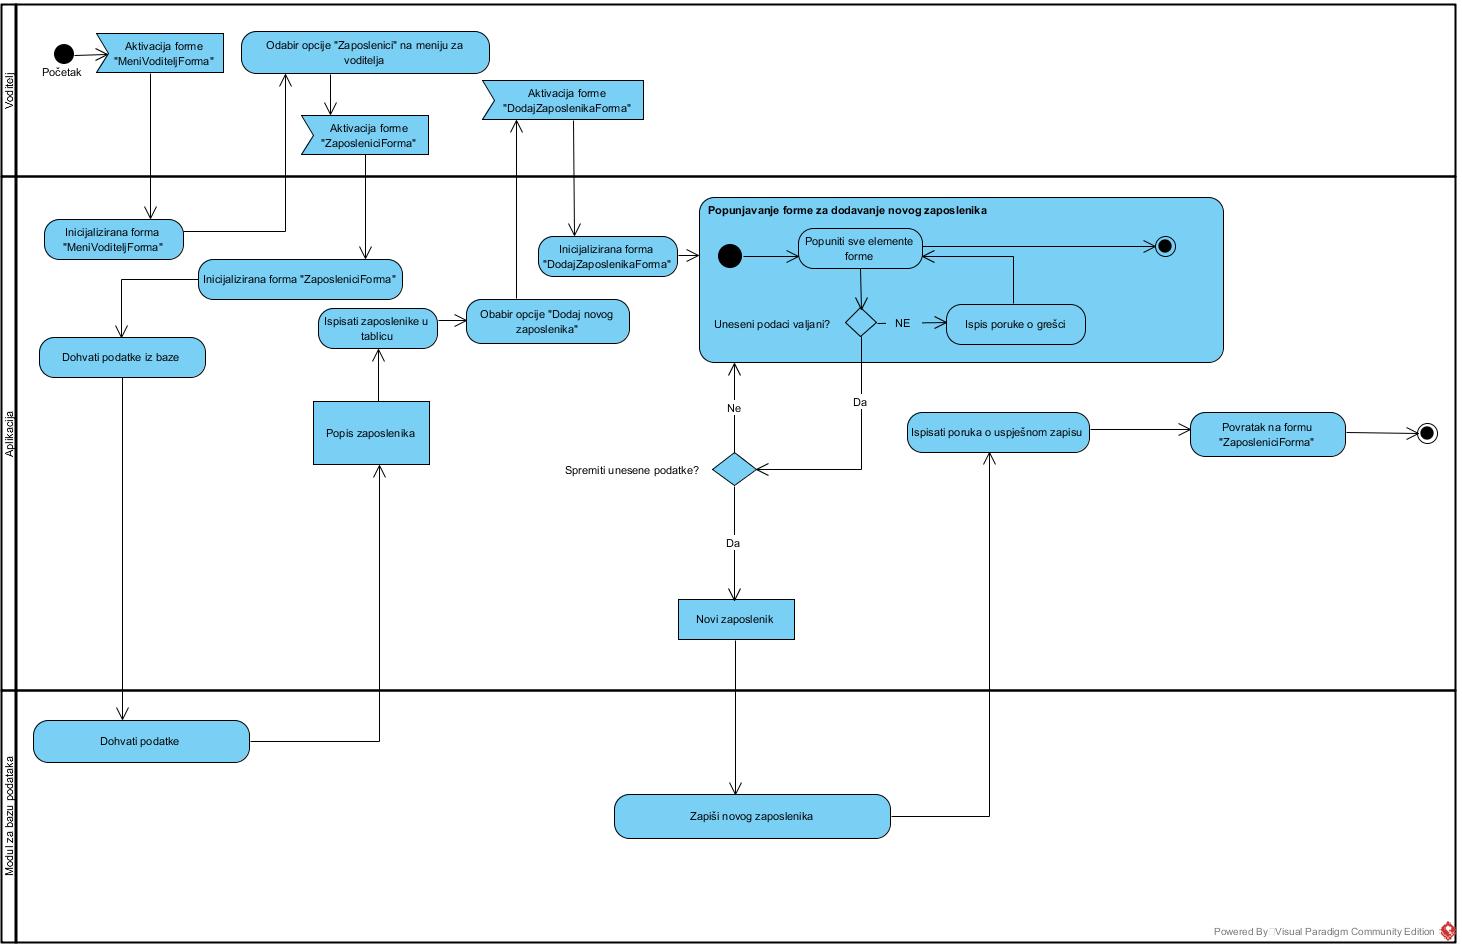 Voditelj
Početak
Aktivacija forme
"MeniVoditeljForma"
Odabir opcije "Zaposlenici" na meniju za
voditelja
Aktivacija forme
"ZaposleniciForma"
Aktivacija forme
"DodajZaposlenikaForma"
Aplikacija
Inicijalizirana forma
"MeniVoditeljForma"
Inicijalizirana forma "ZaposleniciForma"
Dohvati podatke iz baze
Ispisati zaposlenike u
tablicu
Popis zaposlenika
Obabir opcije "Dodaj novog
zaposlenika"
Inicijalizirana forma
"DodajZaposlenikaForma"
Popunjavanje forme za dodavanje novog zaposlenika
Popuniti sve elemente
forme
Uneseni podaci valjani?
NE
Ispis poruke o grešci
Da
Ne
Spremiti unesene podatke?
Da
Novi zaposlenik
Ispisati poruka o uspješnom zapisu
Povratak na formu
"ZaposleniciForma"
Modul za bazu podataka
Dohvati podatke
Zapiši novog zaposlenika
Powered By Visual Paradigm Community Edition